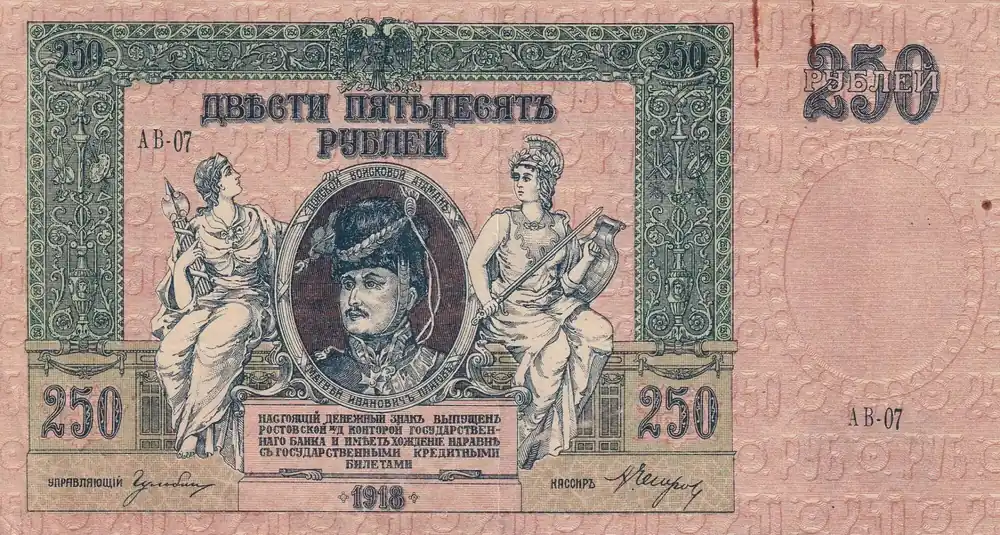 250
250
250
РУБЛЕЙ
ДВѢСТИ ПЯТЬДЕСЯТЪ
РУБЛЕЙ
АВ-07
ДОНСКОЙ ВОЙСКОВОЙ АТАМАНЪ
МАТВѢЙ ИВАНОВИЧЪ ПЛАТОВЪ
250
250
АВ-07
НАСТОЯЩІЙ ДЕНЕЖНЫЙ ЗНАКЪ ВЫПУЩЕНЪ
РОСТОВСКОЙ Н/Д КОНТОРОЙ ГОСУДАРСТВЕН-
НАГО БАНКА И ИМѢЕТЪ ХОЖДЕНІЕ НАРАВНѢ
СЪ ГОСУДАРСТВЕННЫМИ КРЕДИТНЫМИ
БИЛЕТАМИ
УПРАВЛЯЮЩІЙ
КАССИРЪ
1918